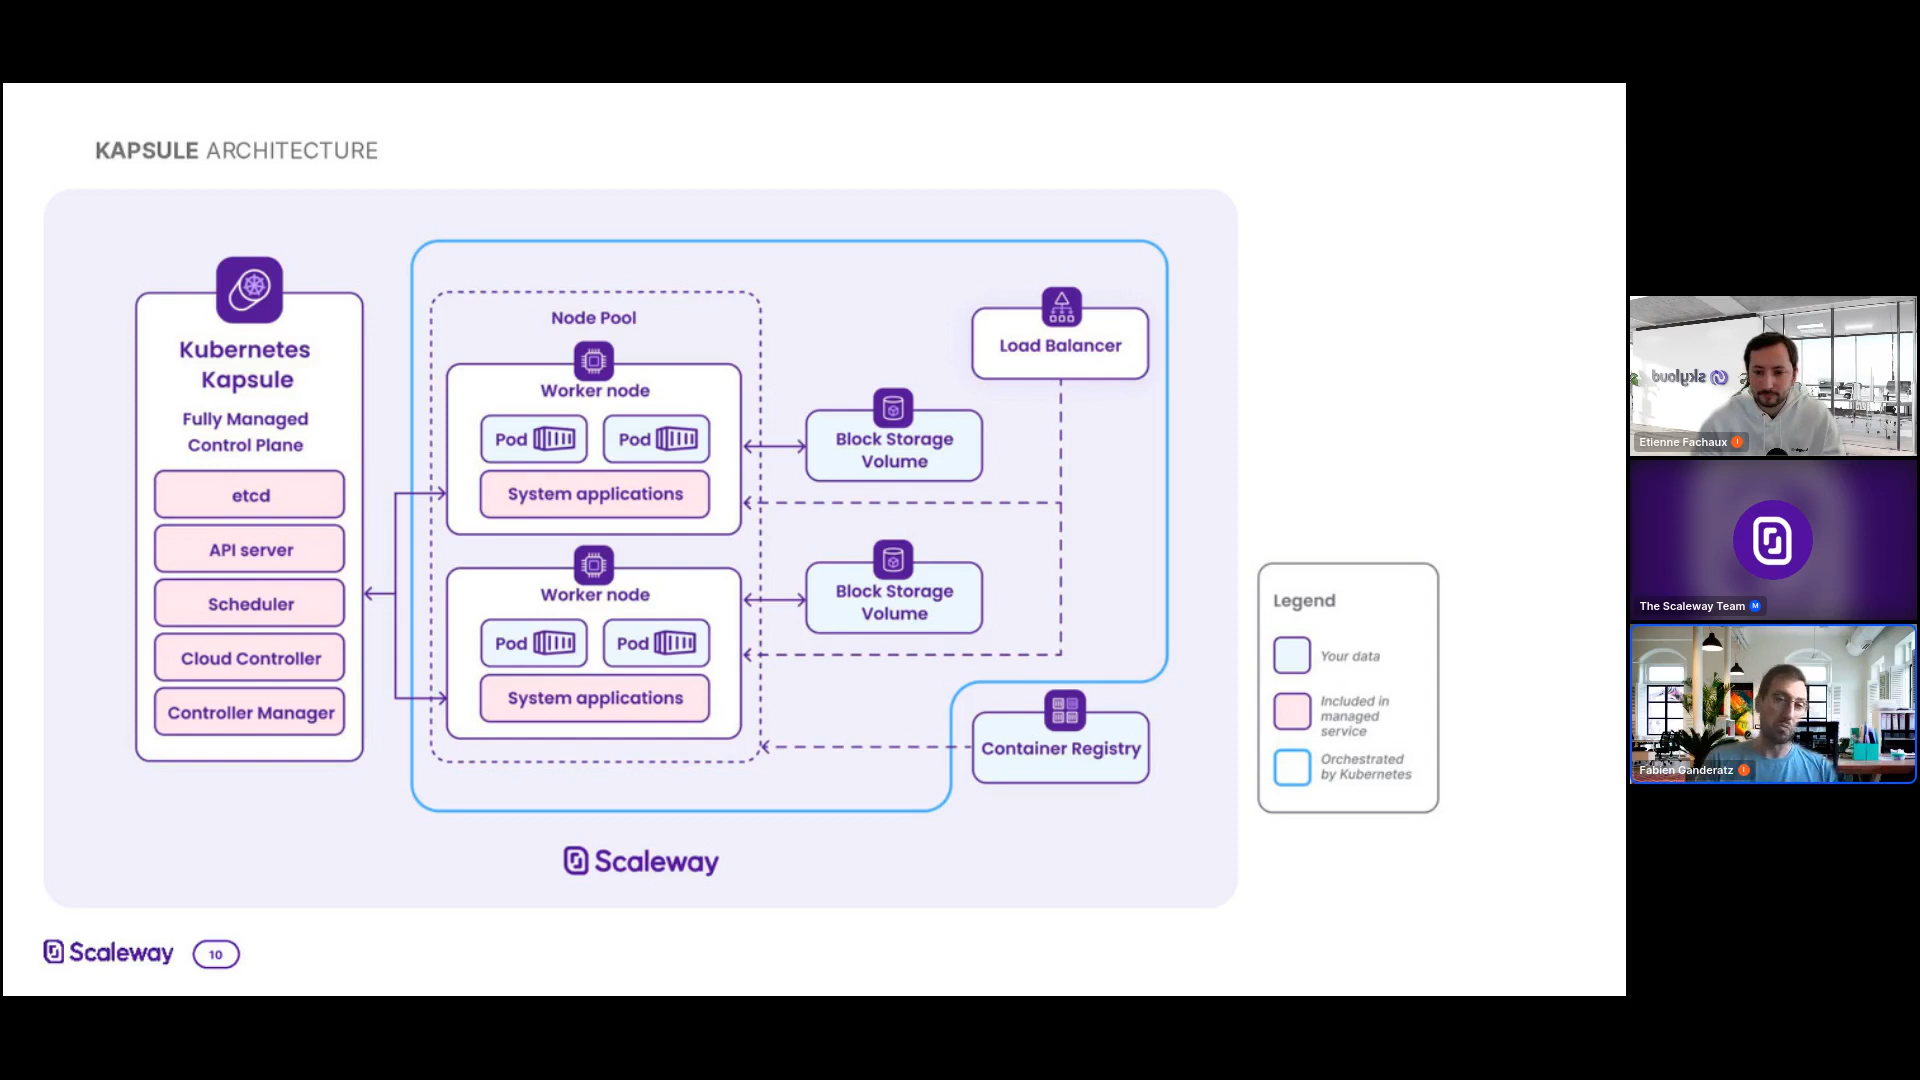 KAPSULE ARCHITECTURE
Kubernetes
Kapsule
Fully Managed
Control Plane
etcd
API server
Scheduler
Cloud Controller
Controller Manager
Node Pool
Worker node
Pod
Pod
System applications
Worker node
Pod
Pod
System applications
Block Storage
Volume
Block Storage
Volume
Load Balancer
Container Registry
Scaleway
Legend
Your data
Included in
managed
service
Orchestrated
by Kubernetes
Scaleway
10
skyloud
Etienne Fachaux
The Scaleway Team M
Fabien Ganderatz